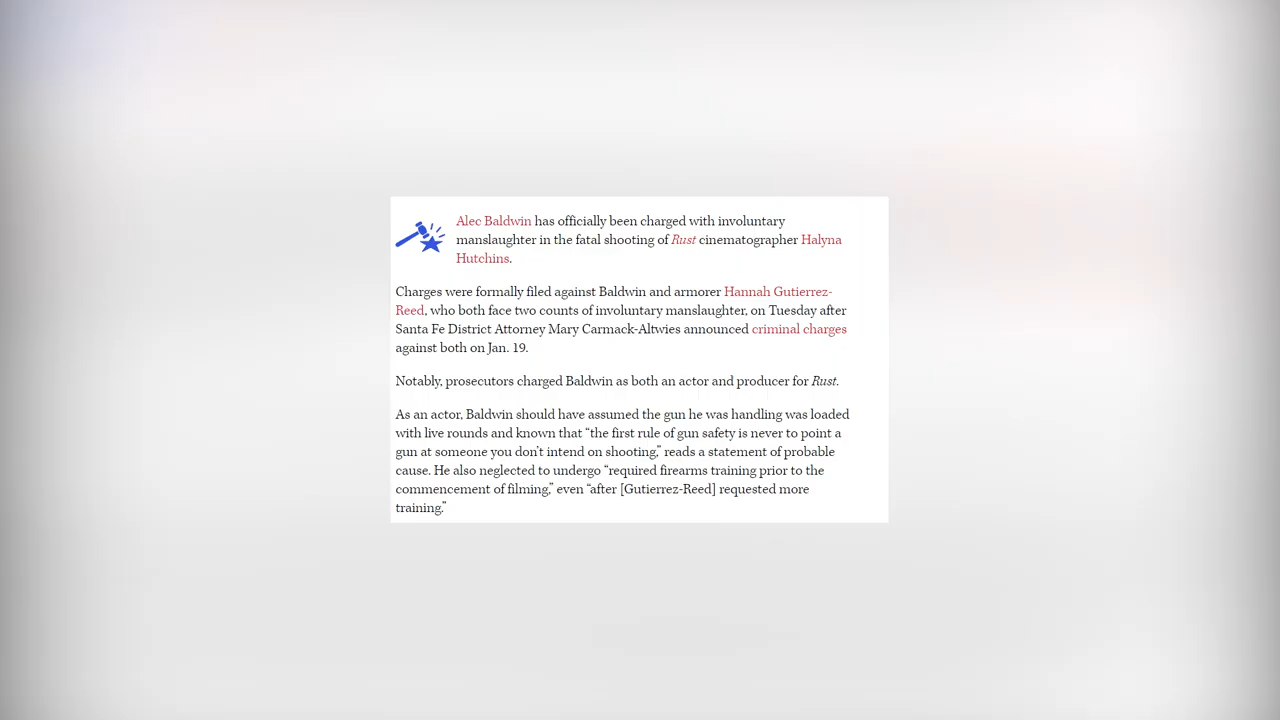 Alec Baldwin has officially been charged with involuntary
manslaughter in the fatal shooting of Rust cinematographer Halyna
Hutchins.
Charges were formally filed against Baldwin and armorer Hannah Gutierrez-
Reed, who both face two counts of involuntary manslaughter, on Tuesday after
Santa Fe District Attorney Mary Carmack-Altwies announced criminal charges
against both on Jan. 19.
Notably, prosecutors charged Baldwin as both an actor and producer for Rust.
As an actor, Baldwin should have assumed the gun he was handling was loaded
with live rounds and known that “the first rule of gun safety is never to point a
gun at someone you don’t intend on shooting,” reads a statement of probable
cause. He also neglected to undergo “required firearms training prior to the
commencement of filming,” even “after [Gutierrez-Reed] requested more
training.”